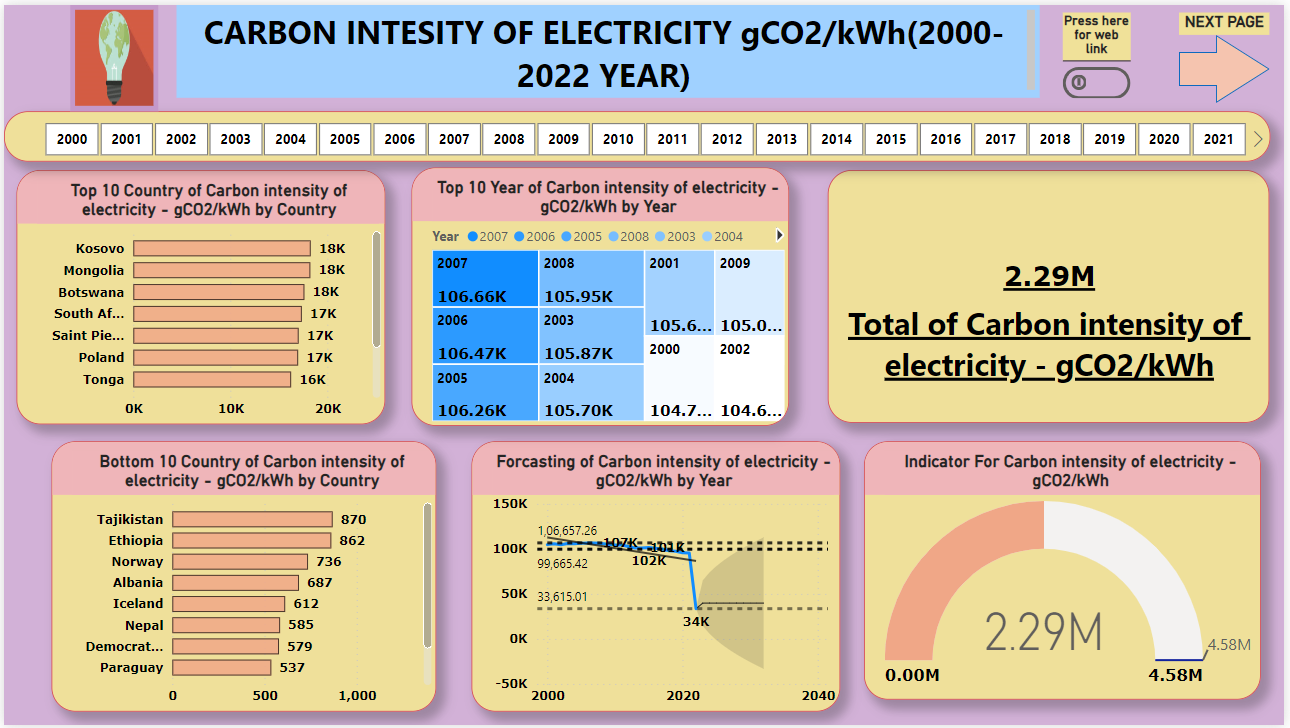 CARBON INTESITY OF ELECTRICITY gCO2/kWh(2000-
2022 YEAR)
Press here
for web
link
NEXT PAGE
2000 2001 2002 2003 2004 2005 2006 2007 2008 2009 2010 2011 2012 2013 2014 2015 2016 2017 2018 2019 2020 2021
Top 10 Country of Carbon intensity of
electricity - gCO2/kWh by Country
Kosovo 18K
Mongolia 18K
Botswana 18K
South Af... 17K
Saint Pie... 17K
Poland 17K
Tonga 16K
0K 10K 20K
Top 10 Year of Carbon intensity of electricity -
gCO2/kWh by Year
Year 2007 2006 2005 2008 2003 2004
2007 2008 2001 2009
106.66K 105.95K
2006 2003 105.6... 105.0...
106.47K 105.87K 2000 2002
2005 2004
106.26K 105.70K 104.7... 104.6...
2.29M
Total of Carbon intensity of
electricity - gCO2/kWh
Bottom 10 Country of Carbon intensity of
electricity - gCO2/kWh by Country
Tajikistan 870
Ethiopia 862
Norway 736
Albania 687
Iceland 612
Nepal 585
Democrat... 579
Paraguay 537
0 500 1,000
Forcasting of Carbon intensity of electricity -
gCO2/kWh by Year
150K
1,06,657.26
107K 101K
100K
102K
99,665.42
50K
33,615.01
34K
0K
-50K
2000 2020 2040
Indicator For Carbon intensity of electricity -
gCO2/kWh
2.29M
4.58M
0.00M 4.58M